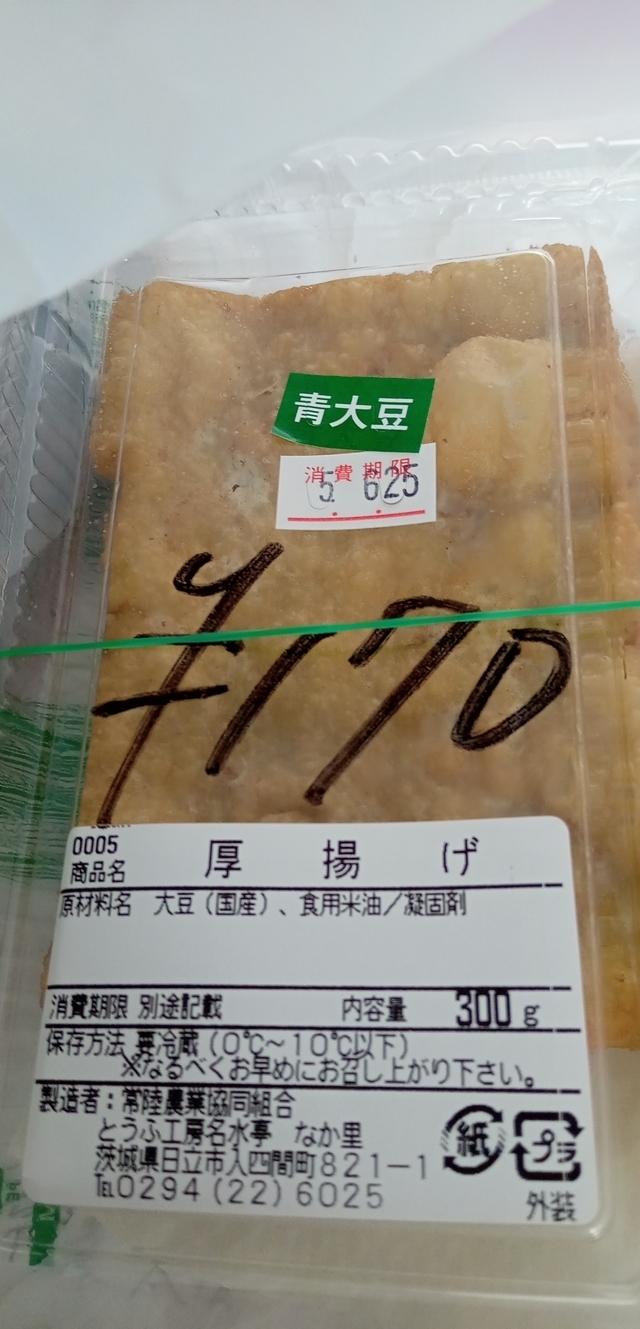 青大豆
消費期限
5. 6.25
¥170
0005
商品名 厚揚げ
原材料名 大豆(国産)、食用米油/凝固剤
消費期限 別途記載 内容量 300g
保存方法 要冷蔵(0℃~10℃以下)
※なるべくお早めにお召し上がり下さい。
製造者:常陸農業協同組合
とうふ工房名水亭 なか里
茨城県日立市入四間町821-1
℡0294(22)6025
紙 プラ
外装